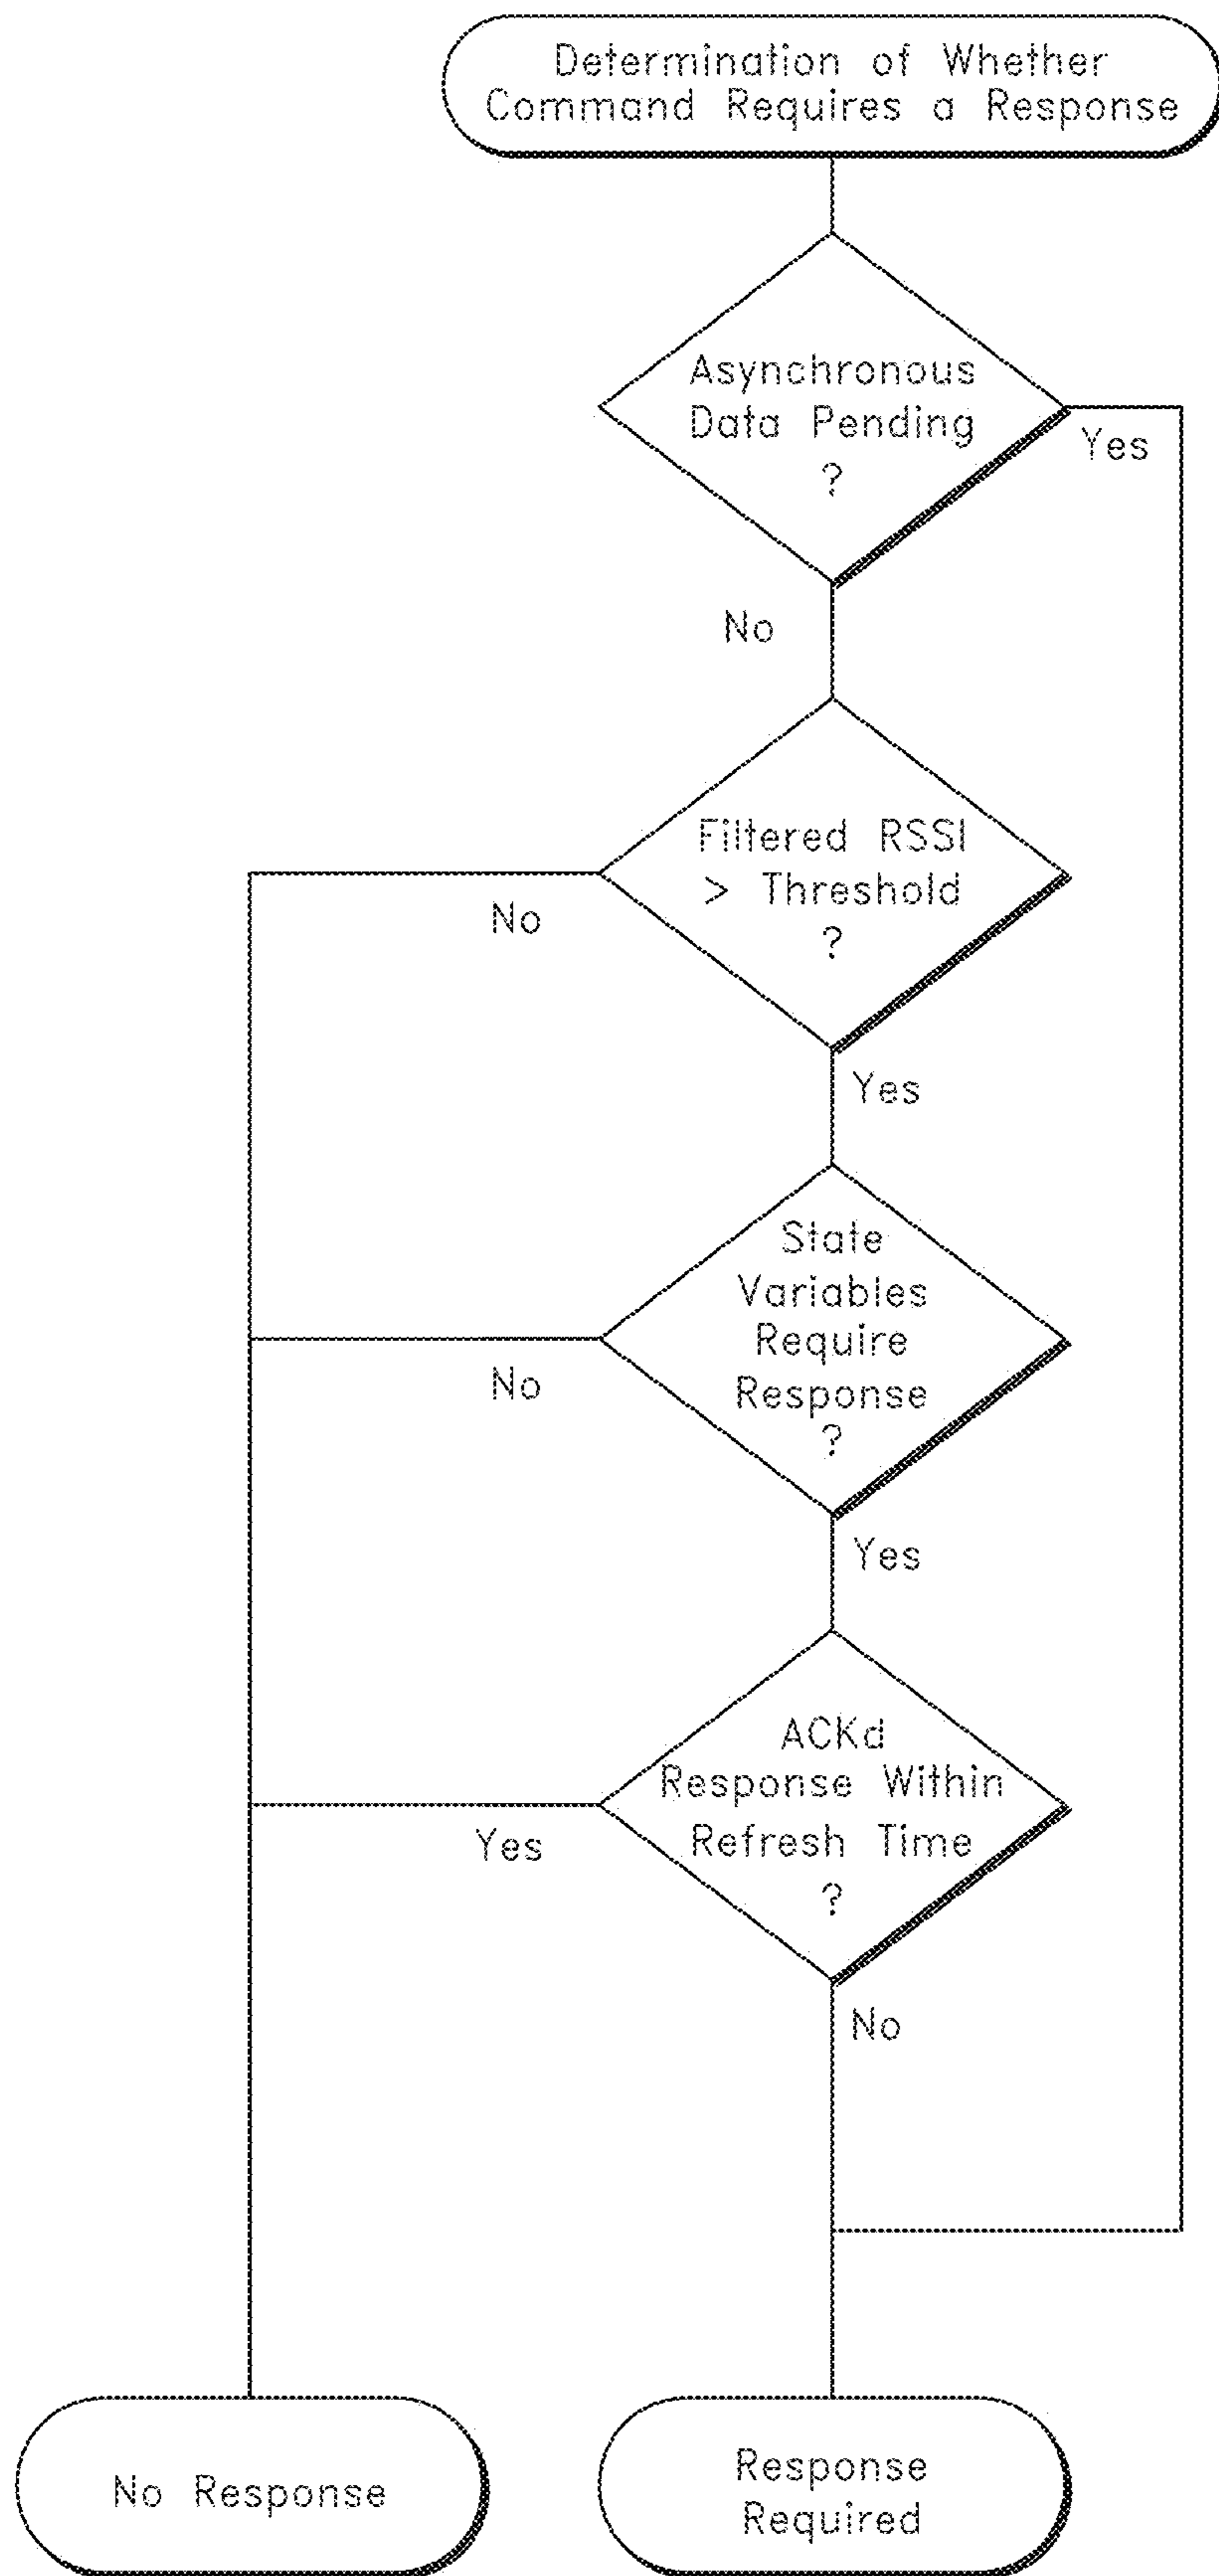 Determination of Whether
Command Requires a Response
Asynchronous
Data Pending
?
Yes
No
Filtered RSSI
> Threshold
?
No
Yes
State
Variables
Require
Response
?
No
Yes
ACKd
Response Within
Refresh Time
?
Yes
No
No Response
Response
Required